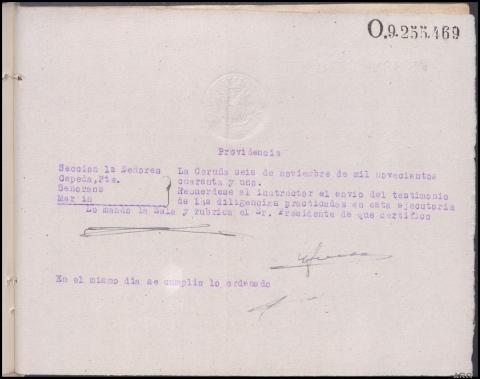 O.9.255.469
Providencia
Seccion 1a Señores
Cepeda, Pte.
Señorans
Marin
La Coruña seis de noviembre de mil novecientos
cuarenta y uno.
Recuerdese al instructor el envio del testimonio
de las diligencias practicadas en esta ejecutoria
Lo mandó la Sala y rubrica el Sr. Presidente de que certifico
En el mismo dia se cumplio lo ordenado